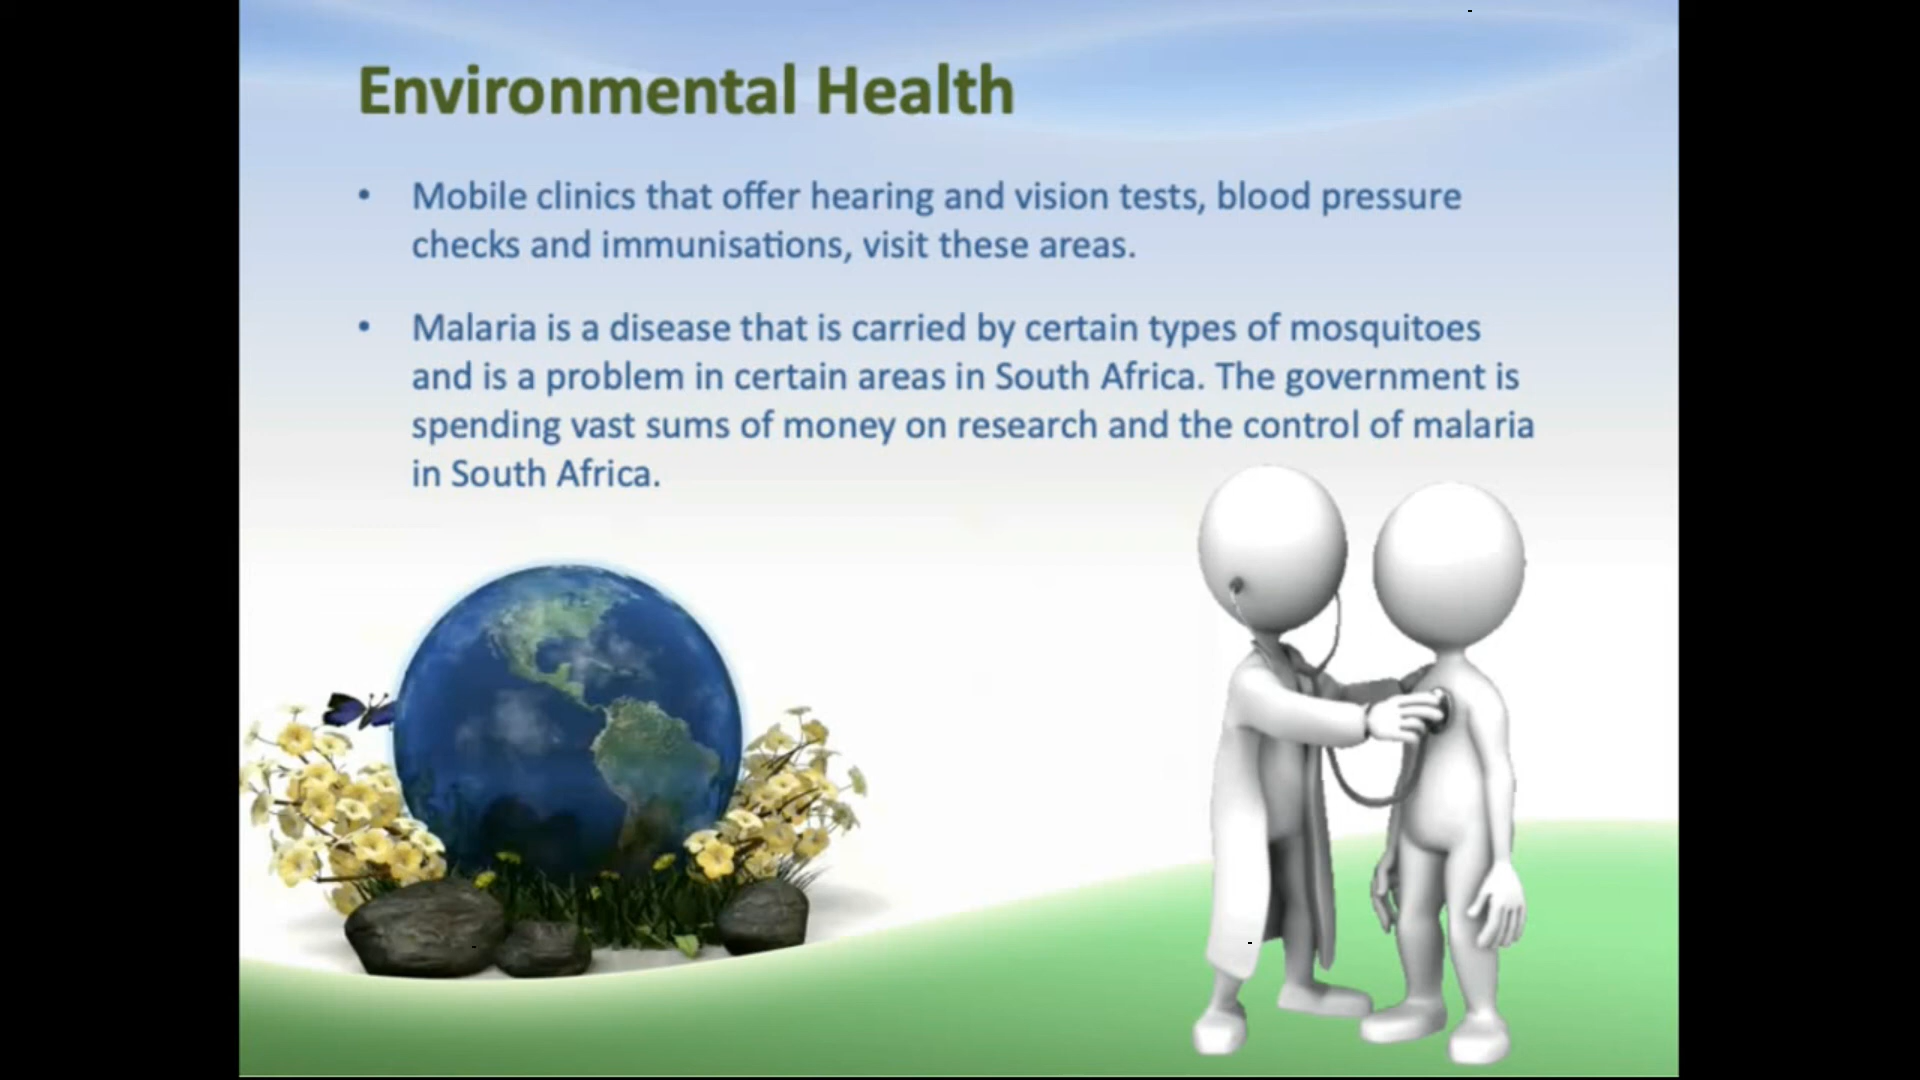 Environmental Health
• Mobile clinics that offer hearing and vision tests, blood pressure
checks and immunisations, visit these areas.
• Malaria is a disease that is carried by certain types of mosquitoes
and is a problem in certain areas in South Africa. The government is
spending vast sums of money on research and the control of malaria
in South Africa.